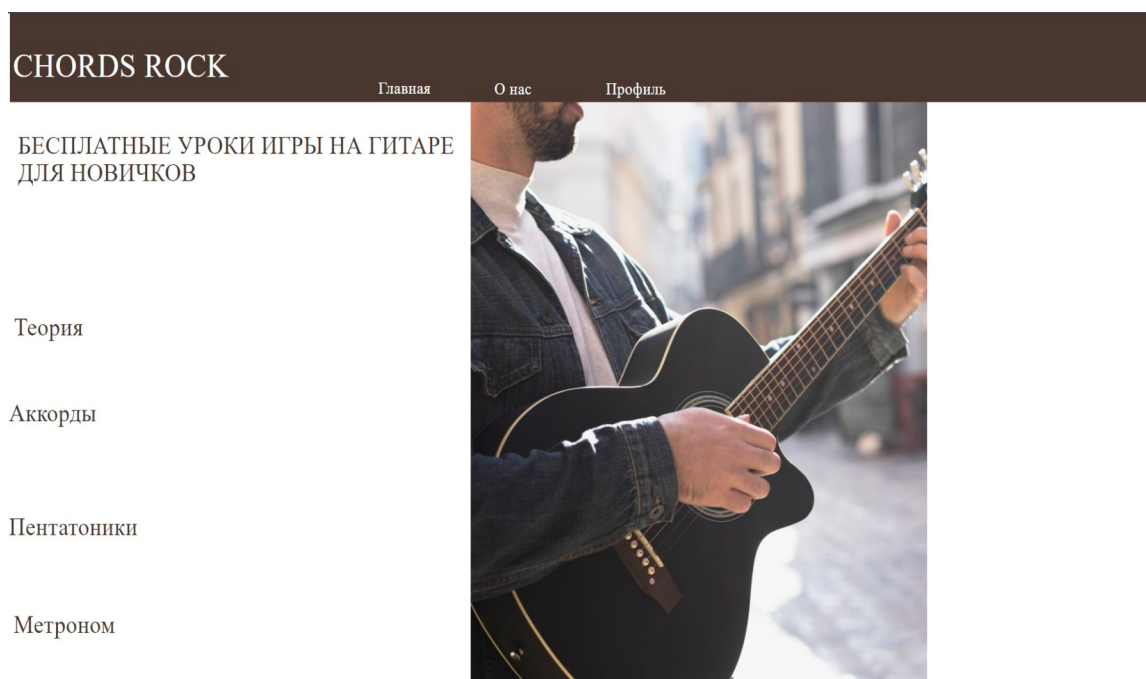 CHORDS ROCK
Главная О нас Профиль
БЕСПЛАТНЫЕ УРОКИ ИГРЫ НА ГИТАРЕ
ДЛЯ НОВИЧКОВ
Теория
Аккорды
Пентатоники
Метроном